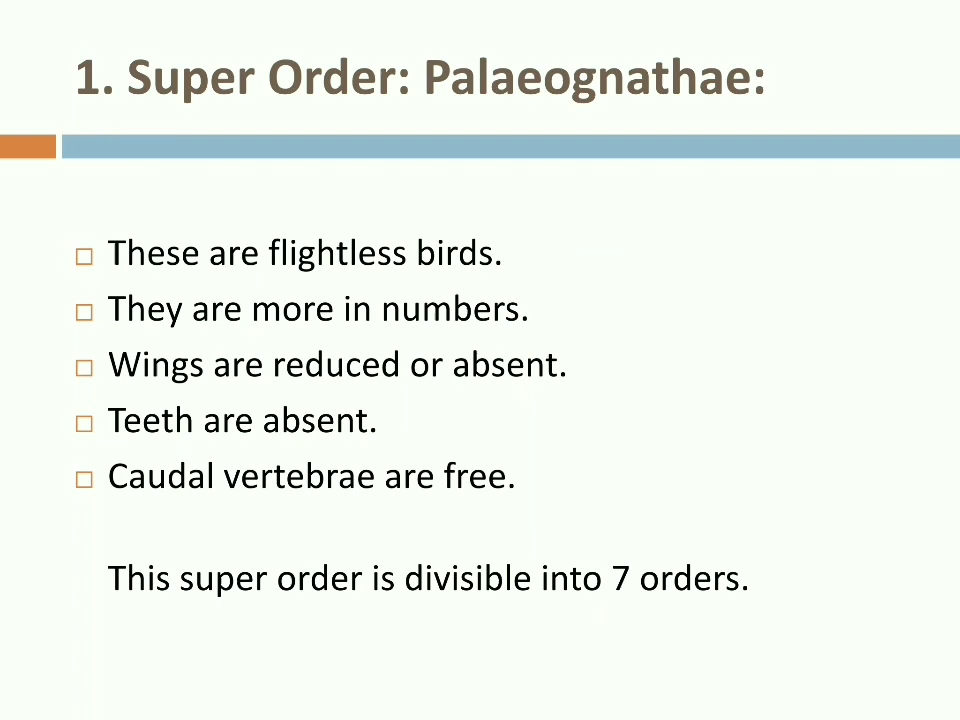 1. Super Order: Palaeognathae:
These are flightless birds.
They are more in numbers.
Wings are reduced or absent.
Teeth are absent.
Caudal vertebrae are free.
This super order is divisible into 7 orders.